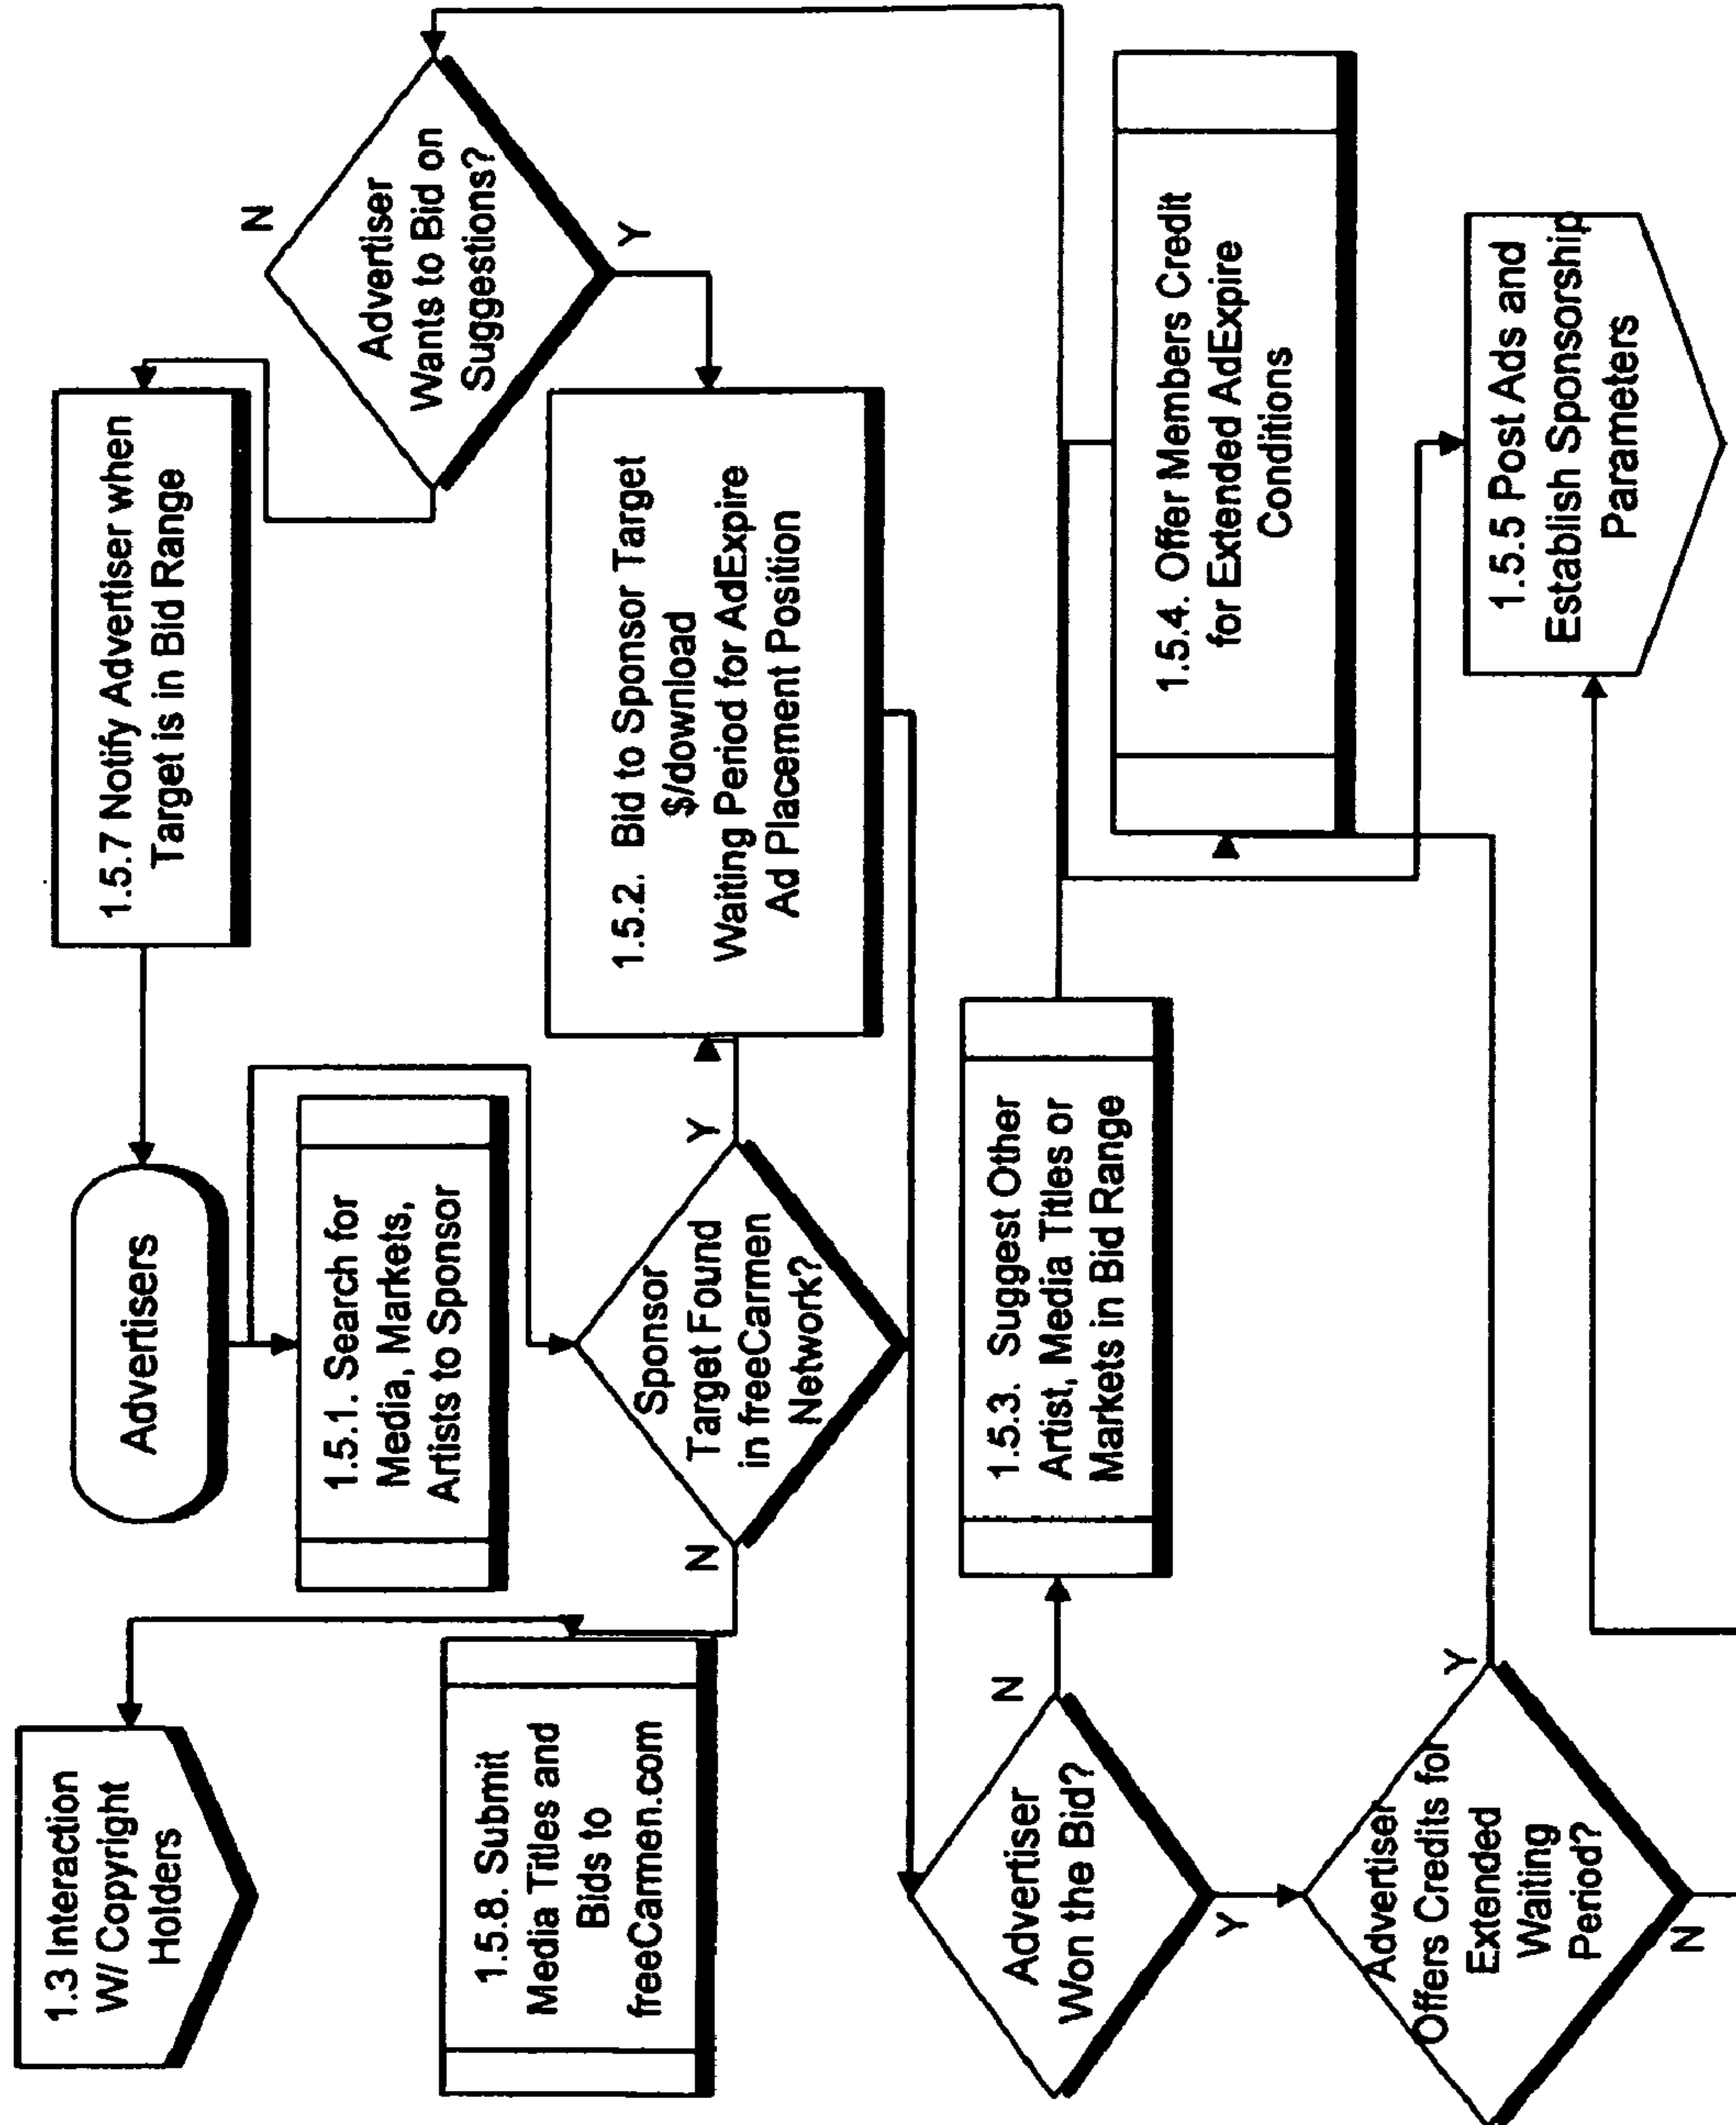 1.3 Interaction
W/ Copyright
Holders
Advertisers
1.5.7 Notify Advertiser when
Target is in Bid Range
N
Advertiser
Wants to Bid on
Suggestions?
Y
1.5.1. Search for
Media, Markets,
Artists to Sponsor
1.5.8. Submit
Media Titles and
Bids to
freeCarmen.com
N
Sponsor
Target Found
in freeCarmen
Network?
Y
1.5.2. Bid to Sponsor Target
$/download
Waiting Period for AdExpire
Ad Placement Position
Advertiser
Won the Bid?
N
Y
1.5.3. Suggest Other
Artist, Media Titles or
Markets in Bid Range
1.5.4. Offer Members Credit
for Extended AdExpire
Conditions
Advertiser
Offers Credits for
Extended
Waiting
Period?
Y
N
1.5.5 Post Ads and
Establish Sponsorship
Parameters